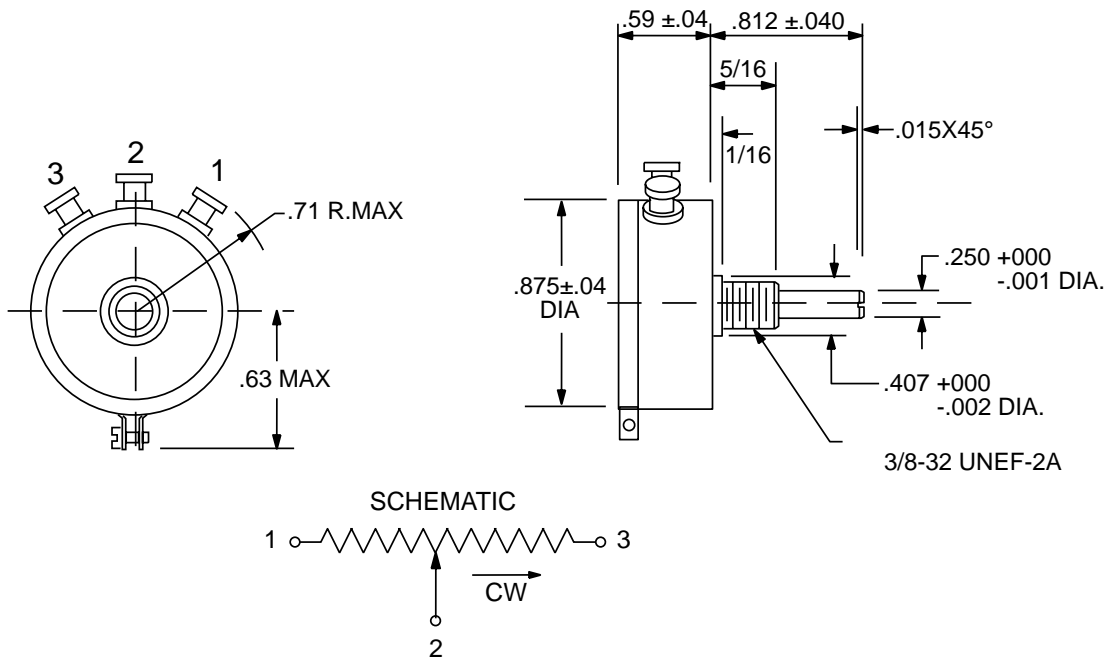 .59 ±.04
.812 ±.040
5/16
.015X45°
1/16
2
3
1
.71 R.MAX
.250 +000
-.001 DIA.
.875±.04
DIA
.63 MAX
.407 +000
-.002 DIA.
3/8-32 UNEF-2A
SCHEMATIC
1
3
CW
2